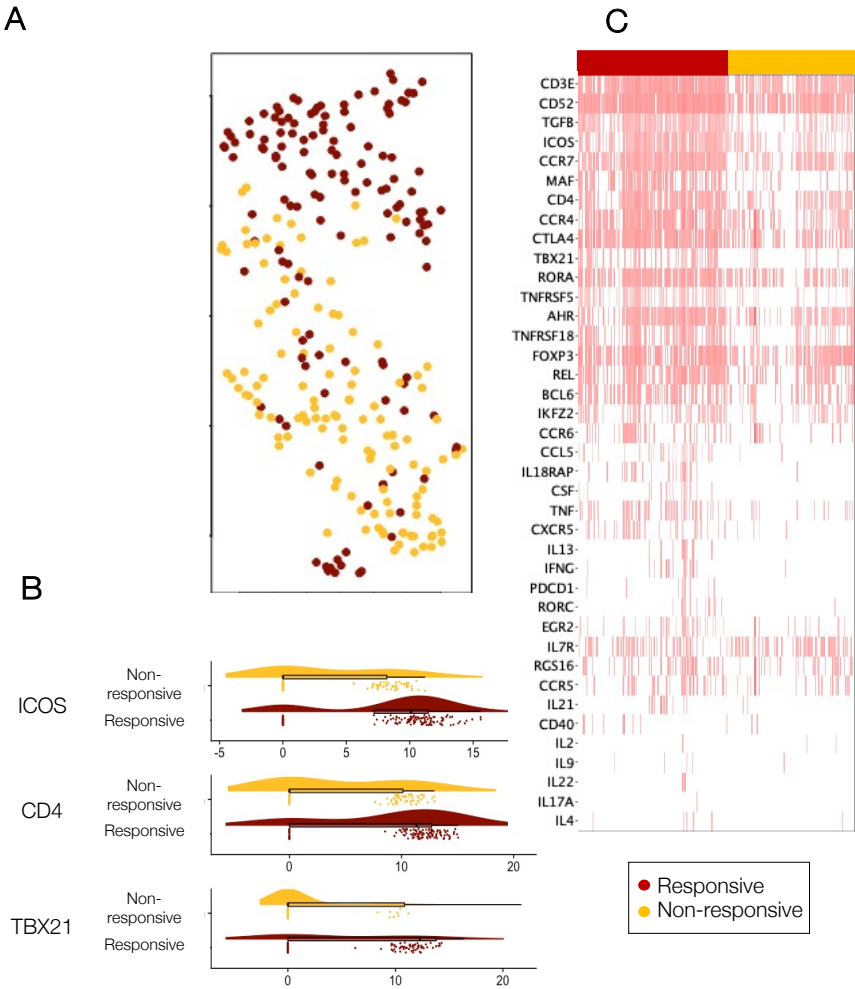 A
C
CD3E
CD52
TGFB
ICOS
CCR7
MAF
CD4
CCR4
CTLA4
TBX21
RORA
TNFRSF5
AHR
TNFRSF18
FOXP3
REL
BCL6
IKFZ2
CCR6
CCL5
IL18RAP
CSF
TNF
CXCR5
IL13
IFNG
PDCD1
RORC
EGR2
IL7R
RGS16
CCR5
IL21
CD40
IL2
IL9
IL22
IL17A
IL4
B
ICOS
Non-
responsive
Responsive
-5 0 5 10 15
CD4
Non-
responsive
Responsive
0 10 20
TBX21
Non-
responsive
Responsive
0 10 20
Responsive
Non-responsive